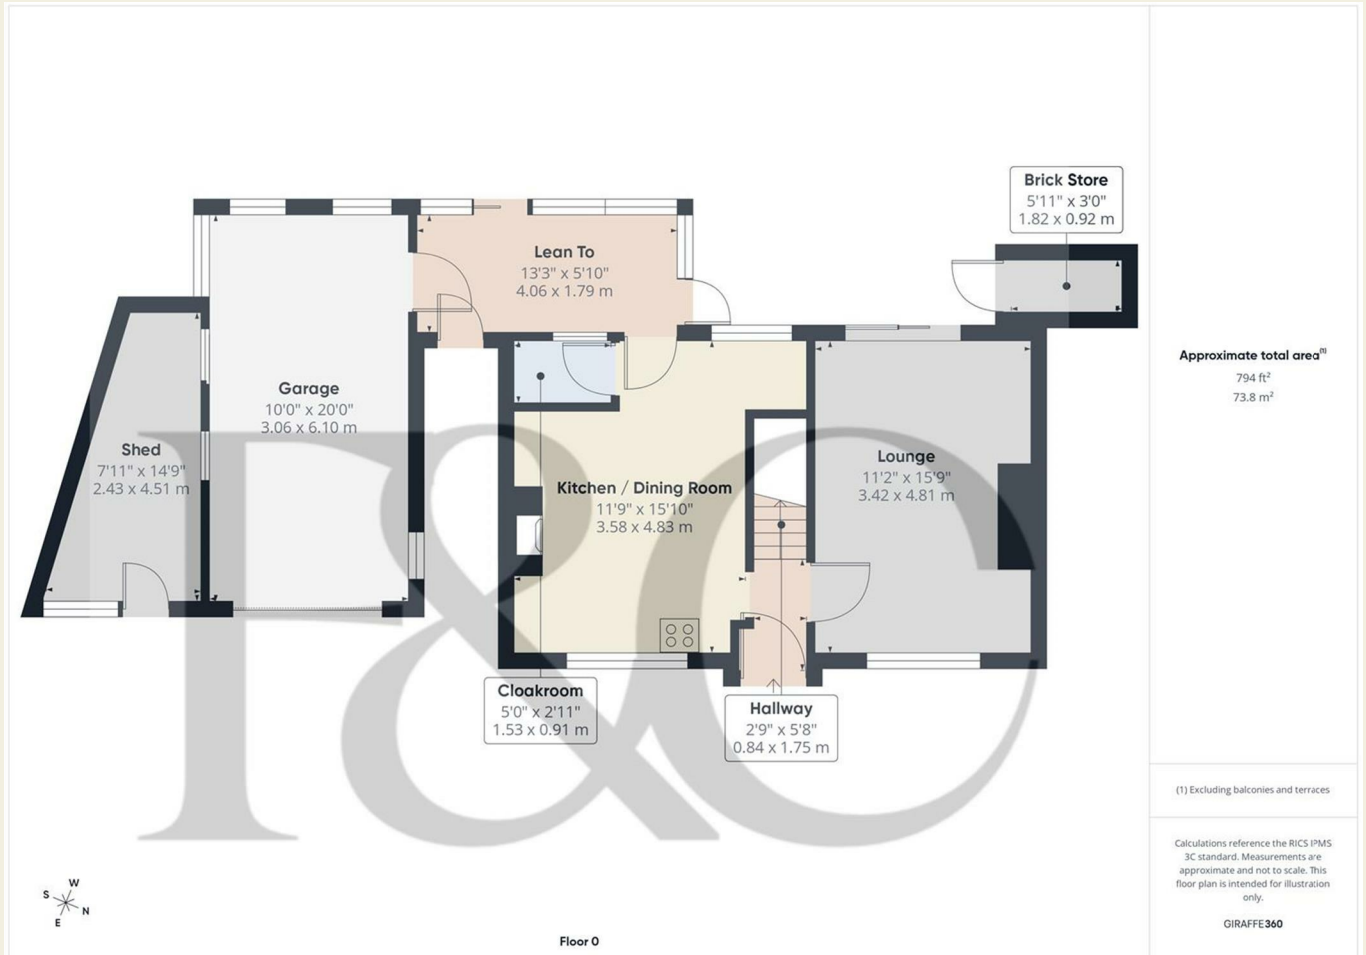 Brick Store
5'11" x 3'0"
1.82 x 0.92 m
Lean To
13'3" x 5'10"
4.06 x 1.79 m
Garage
10'0" x 20'0"
3.06 x 6.10 m
Shed
7'11" x 14'9"
2.43 x 4.51 m
Kitchen / Dining Room
11'9" x 15'10"
3.58 x 4.83 m
Lounge
11'2" x 15'9"
3.42 x 4.81 m
Cloakroom
5'0" x 2'11"
1.53 x 0.91 m
Hallway
2'9" x 5'8"
0.84 x 1.75 m
F&C
W
S
N
E
Floor 0
Approximate total area(1)
794 ft²
73.8 m²
(1) Excluding balconies and terraces
Calculations reference the RICS IPMS
3C standard. Measurements are
approximate and not to scale. This
floor plan is intended for illustration
only.
GIRAFFE360